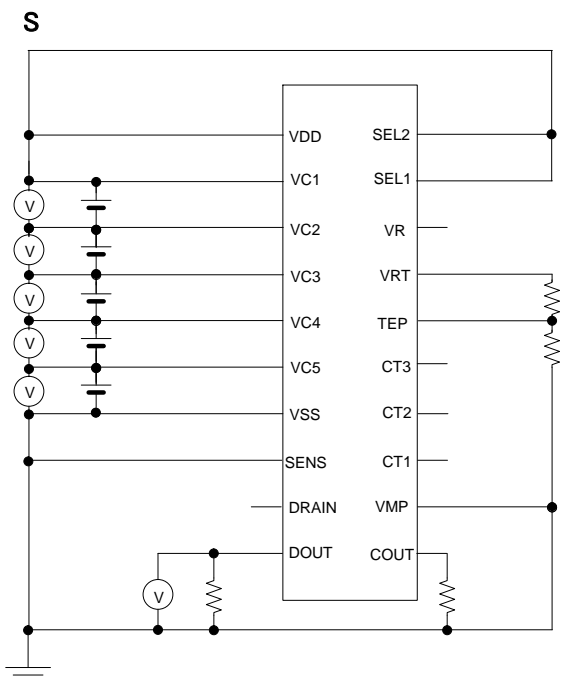 S
VDD SEL2
VC1 SEL1
V
VC2 VR
V
VC3 VRT
V
VC4 TEP
V
VC5 CT3
V
VSS CT2
SENS CT1
DRAIN VMP
DOUT COUT
V